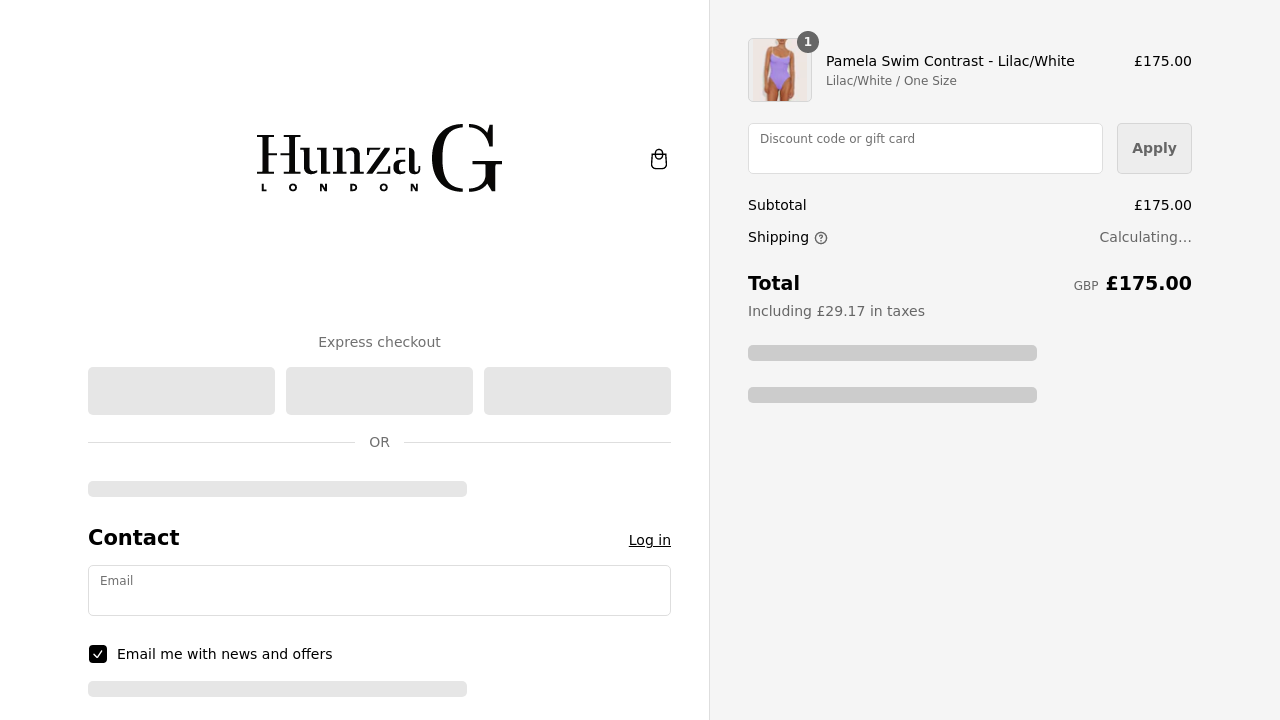 Hunza G
LONDON
Express checkout
OR
Contact
Log in
Email
Email me with news and offers
1
Pamela Swim Contrast - Lilac/White
£175.00
Lilac/White / One Size
Discount code or gift card
Apply
Subtotal
£175.00
Shipping
Calculating...
Total
GBP £175.00
Including £29.17 in taxes